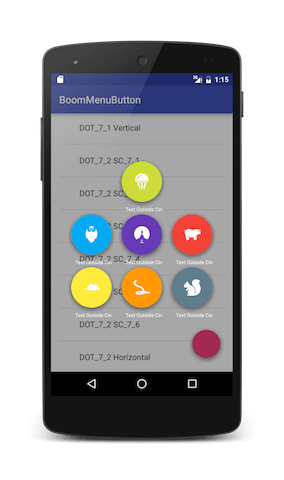 1:15
BoomMenuButton
DOT_7_1 Vertical
DOT_7_2 SC_7_1
DOT_7_2 SC
Text Outside Cir
Text Outside Cir
Text Outside Cir
Text Outside Cir
DOT_7_2 SC_7_4
DOT_7_2 SC
Text Outside Cir
Text Outside Cir
Text Outside Cir
DOT_7_2 SC_7_6
DOT_7_2 Horizontal